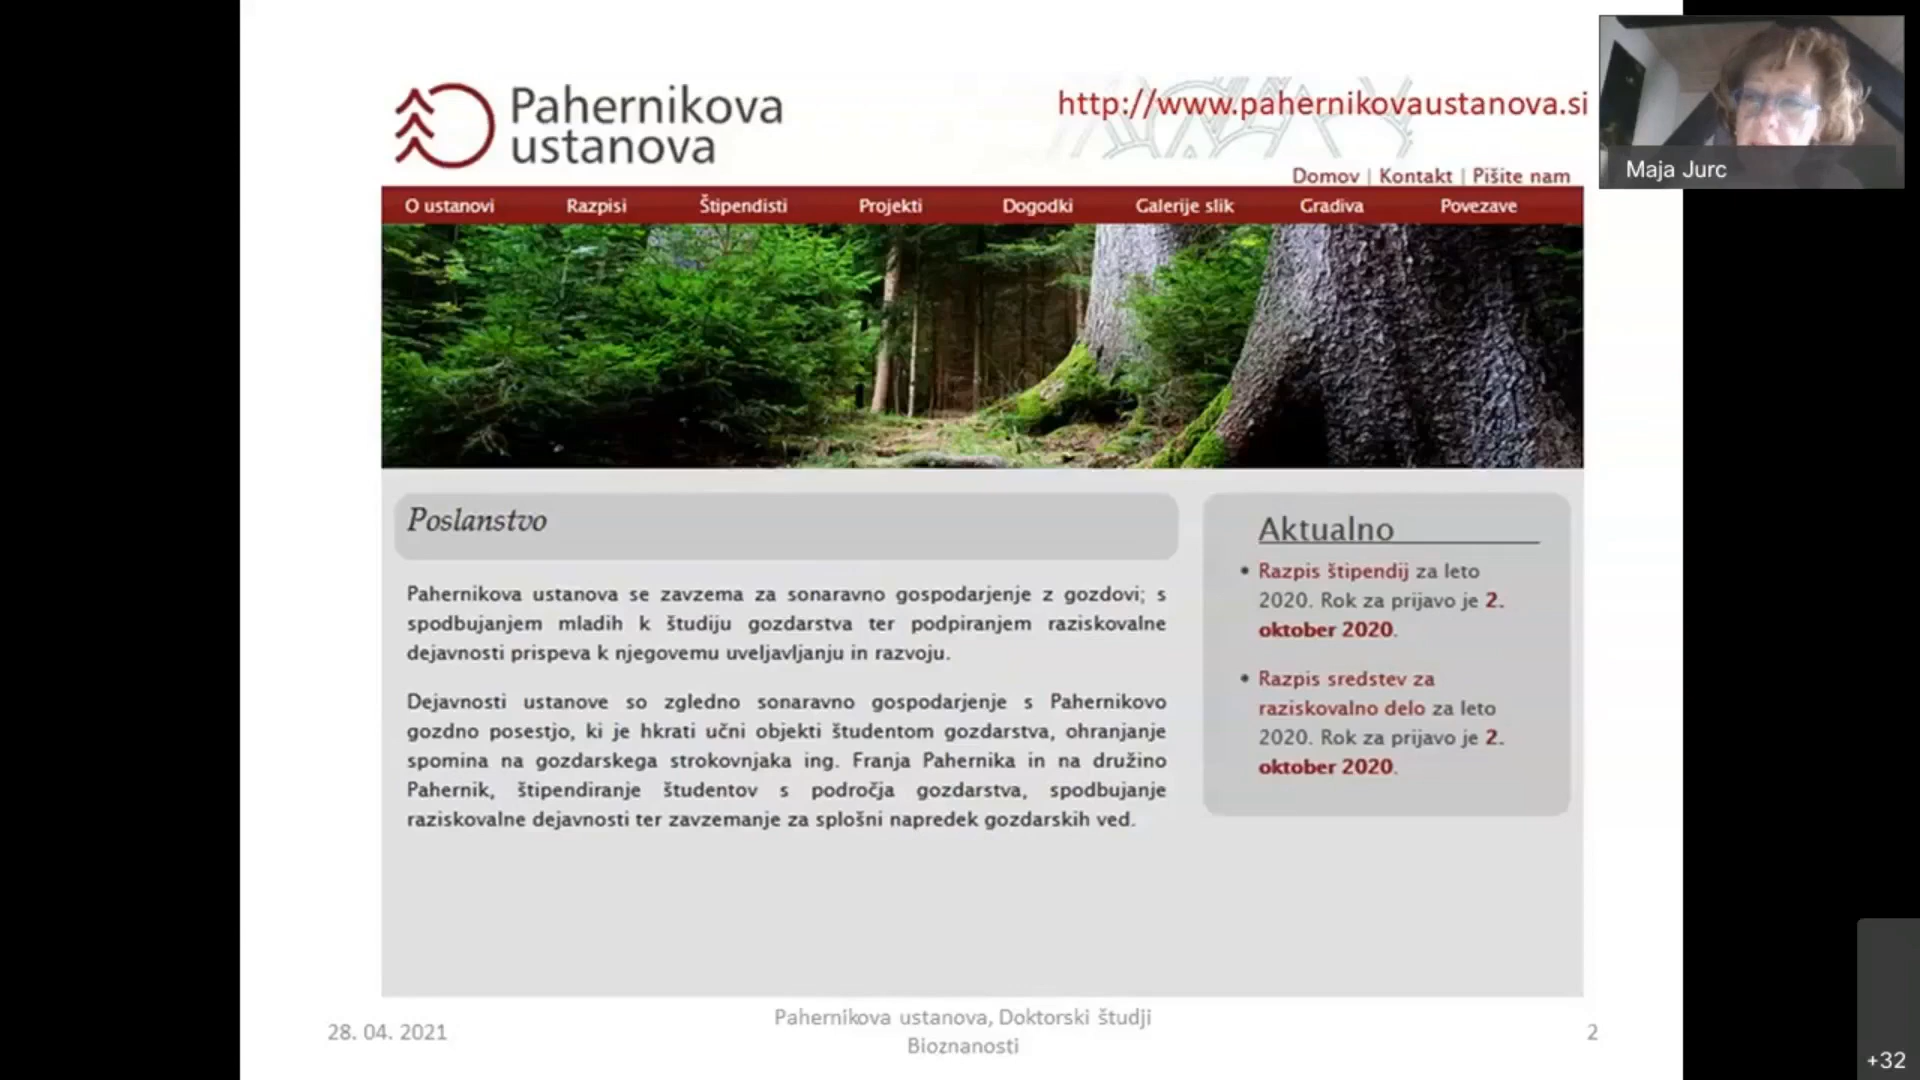 Pahernikova
ustanova
http://www.pahernikovaustanova.si
Maja Jurc
Domov | Kontakt | Pišite nam
O ustanovi Razpisi Štipendisti Projekti Dogodki Galerije slik Gradiva Povezave
Poslanstvo
Pahernikova ustanova se zavzema za sonaravno gospodarjenje z gozdovi; s
spodbujanjem mladih k študiju gozdarstva ter podpiranjem raziskovalne
dejavnosti prispeva k njegovemu uveljavljanju in razvoju.
Dejavnosti ustanove so zgledno sonaravno gospodarjenje s Pahernikovo
gozdno posestjo, ki je hkrati učni objekti študentom gozdarstva, ohranjanje
spomina na gozdarskega strokovnjaka ing. Franja Pahernika in na družino
Pahernik, štipendiranje študentov s področja gozdarstva, spodbujanje
raziskovalne dejavnosti ter zavzemanje za splošni napredek gozdarskih ved.
Aktualno
• Razpis štipendij za leto
2020. Rok za prijavo je 2.
oktober 2020.
• Razpis sredstev za
raziskovalno delo za leto
2020. Rok za prijavo je 2.
oktober 2020.
28. 04. 2021
Pahernikova ustanova, Doktorski študji
Bioznanosti
2
+32